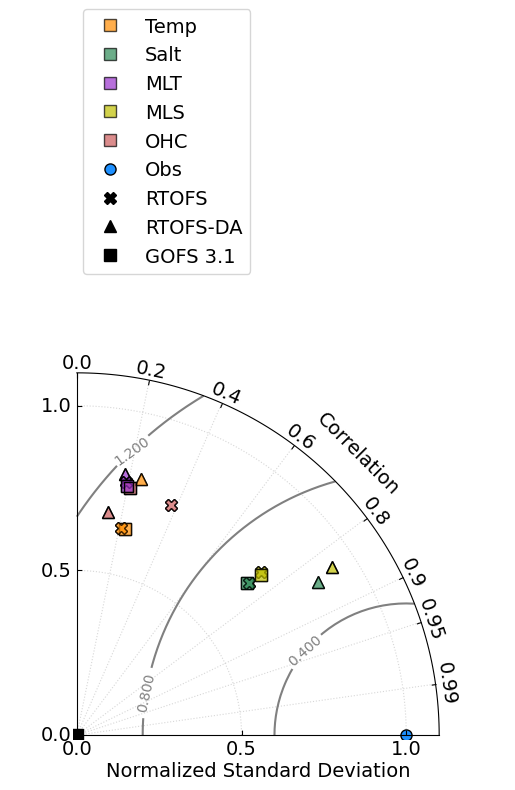 Temp
Salt
MLT
MLS
OHC
Obs
RTOFS
RTOFS-DA
GOFS 3.1
0.0
0.2
0.4
0.6
Correlation
0.8
0.9
0.95
0.99
1.0
0.5
0.0
1.200
0.800
0.400
0.0
0.5
1.0
Normalized Standard Deviation